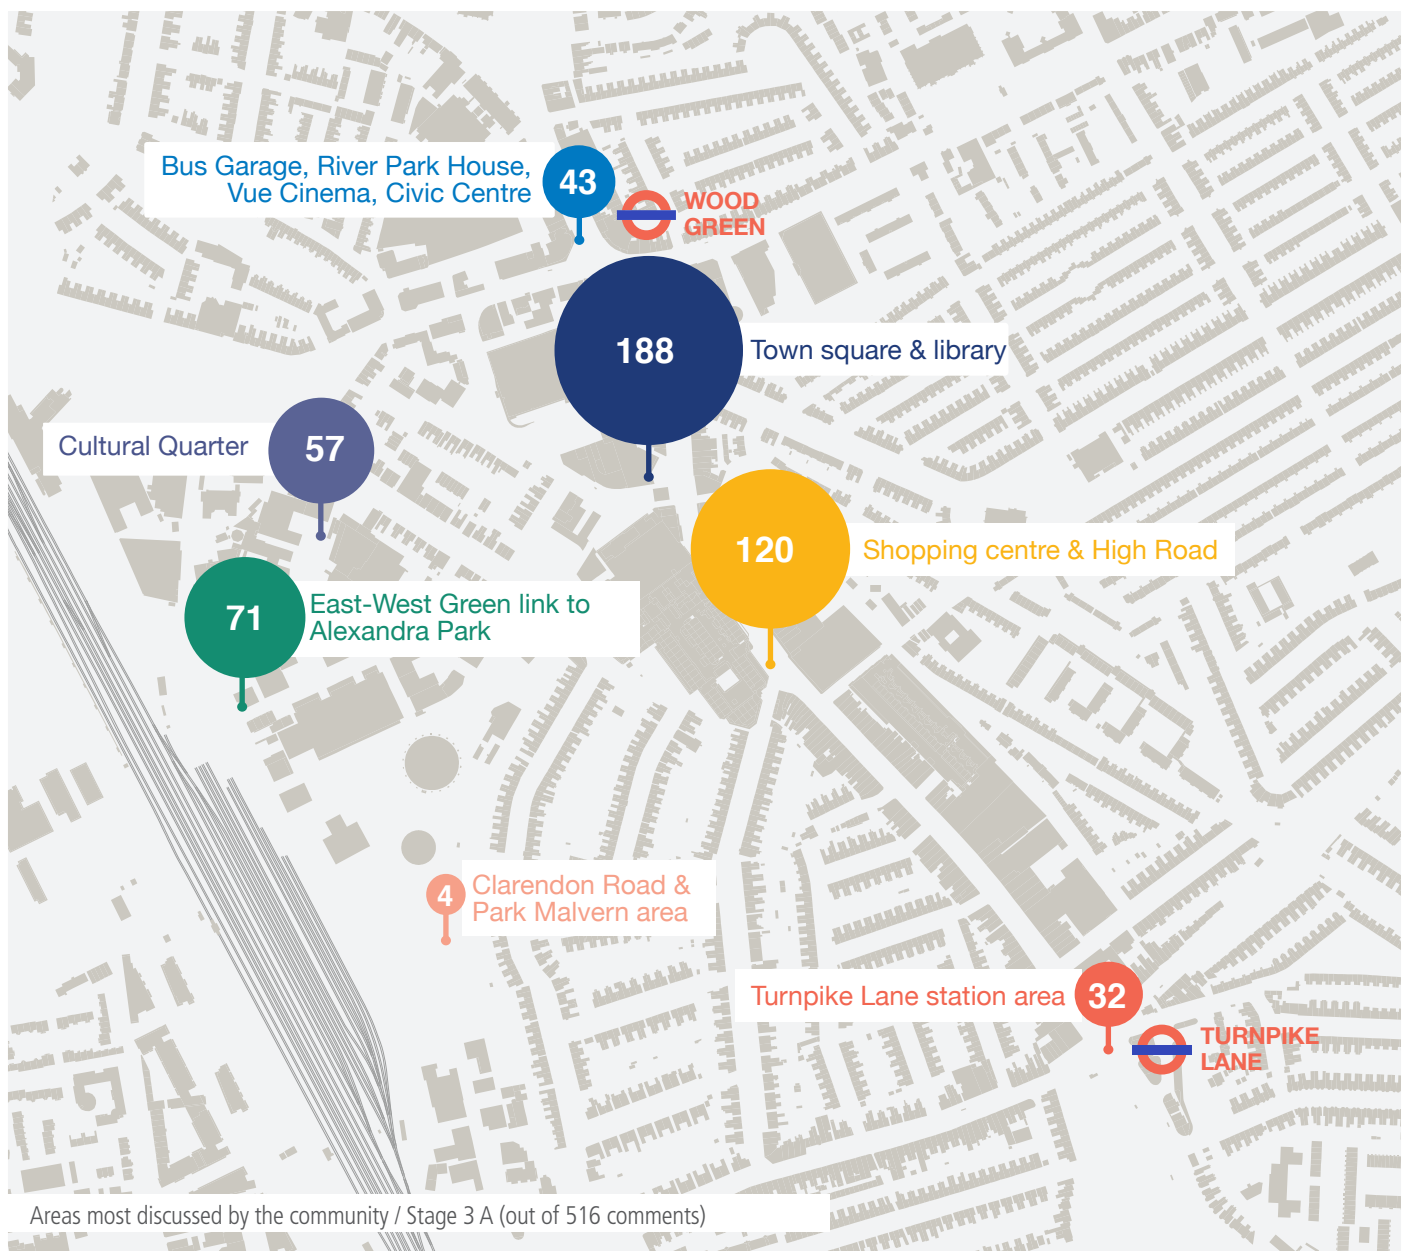 Bus Garage, River Park House,
Vue Cinema, Civic Centre
43
WOOD
GREEN
188
Town square & library
Cultural Quarter
57
120
Shopping centre & High Road
71
East-West Green link to
Alexandra Park
4
Clarendon Road &
Park Malvern area
Turnpike Lane station area
32
TURNPIKE
LANE
Areas most discussed by the community / Stage 3 A (out of 516 comments)